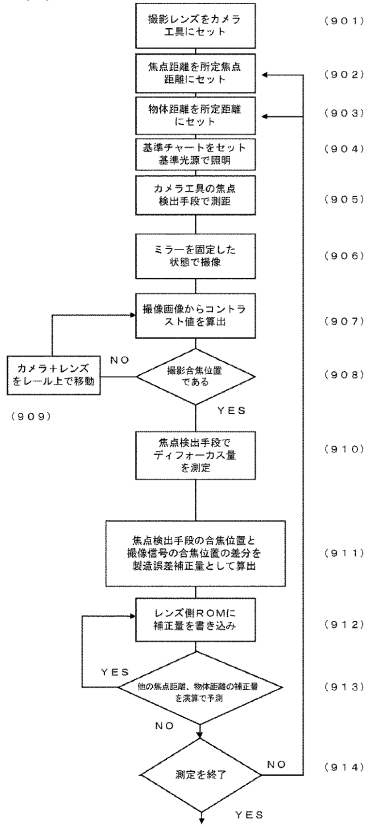 撮影レンズをカメラ
工具にセット
(901)
焦点距離を所定焦点
距離にセット
(902)
物体距離を所定距離
にセット
(903)
基準チャートをセット
基準光源で照明
(904)
カメラ工具の焦点
検出手段で測距
(905)
ミラーを固定した
状態で撮像
(906)
撮像画像からコントラ
スト値を算出
(907)
NO
カメラ+レンズ
をレール上で移動
(909)
撮影合焦位置
である
(908)
YES
焦点検出手段で
ディフォーカス量
を測定
(910)
焦点検出手段の合焦位置と
撮像信号の合焦位置の差分を
製造誤差補正量として算出
(911)
レンズ側ROMに
補正量を書き込み
(912)
YES
他の焦点距離、物体距離の補正量
を演算で予測
(913)
NO
測定を終了
NO
(914)
YES